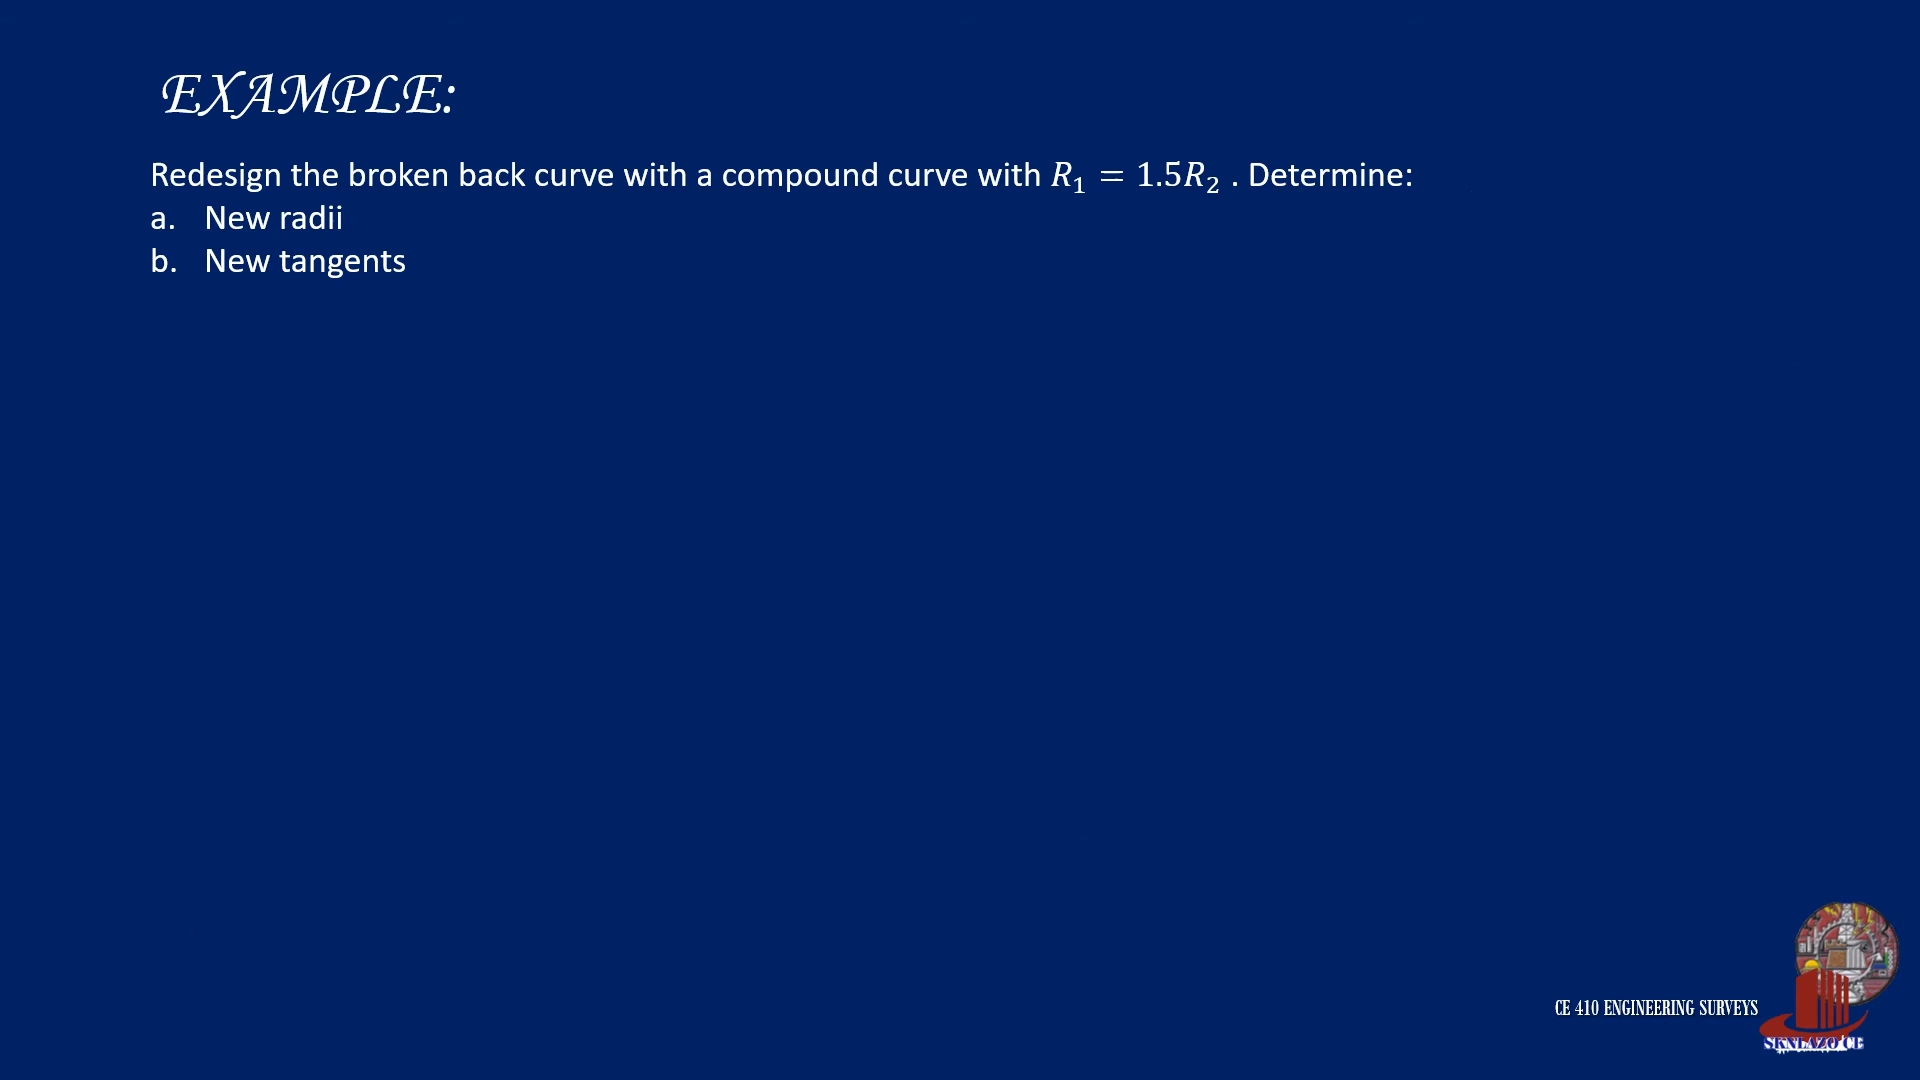 EXAMPLE:
Redesign the broken back curve with a compound curve with R₁ = 1.5R₂ . Determine:
a. New radii
b. New tangents
CE 410 ENGINEERING SURVEYS